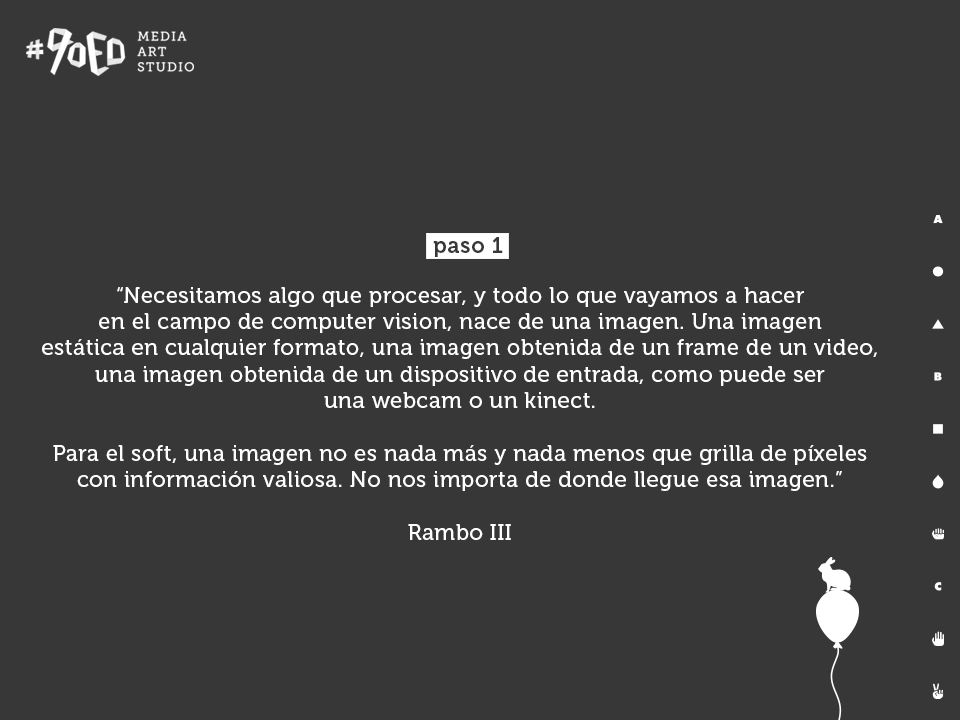 #GOED
MEDIA
ART
STUDIO
paso 1
“Necesitamos algo que procesar, y todo lo que vayamos a hacer
en el campo de computer vision, nace de una imagen. Una imagen
estática en cualquier formato, una imagen obtenida de un frame de un video,
una imagen obtenida de un dispositivo de entrada, como puede ser
una webcam o un kinect.
Para el soft, una imagen no es nada más y nada menos que grilla de píxeles
con información valiosa. No nos importa de donde llegue esa imagen.”
Rambo III
A
B
C